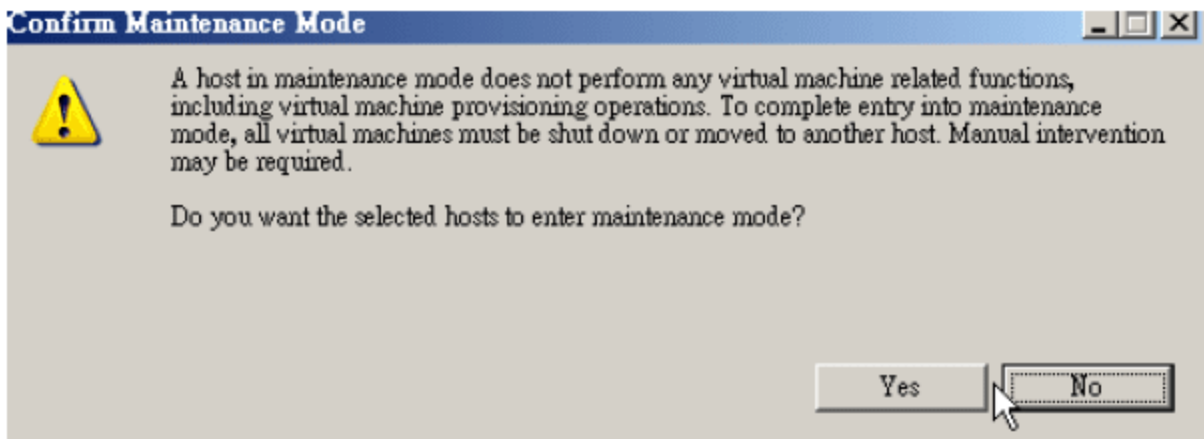 Confirm Maintenance Mode
A host in maintenance mode does not perform any virtual machine related functions,
including virtual machine provisioning operations. To complete entry into maintenance
mode, all virtual machines must be shut down or moved to another host. Manual intervention
may be required.
Do you want the selected hosts to enter maintenance mode?
Yes No